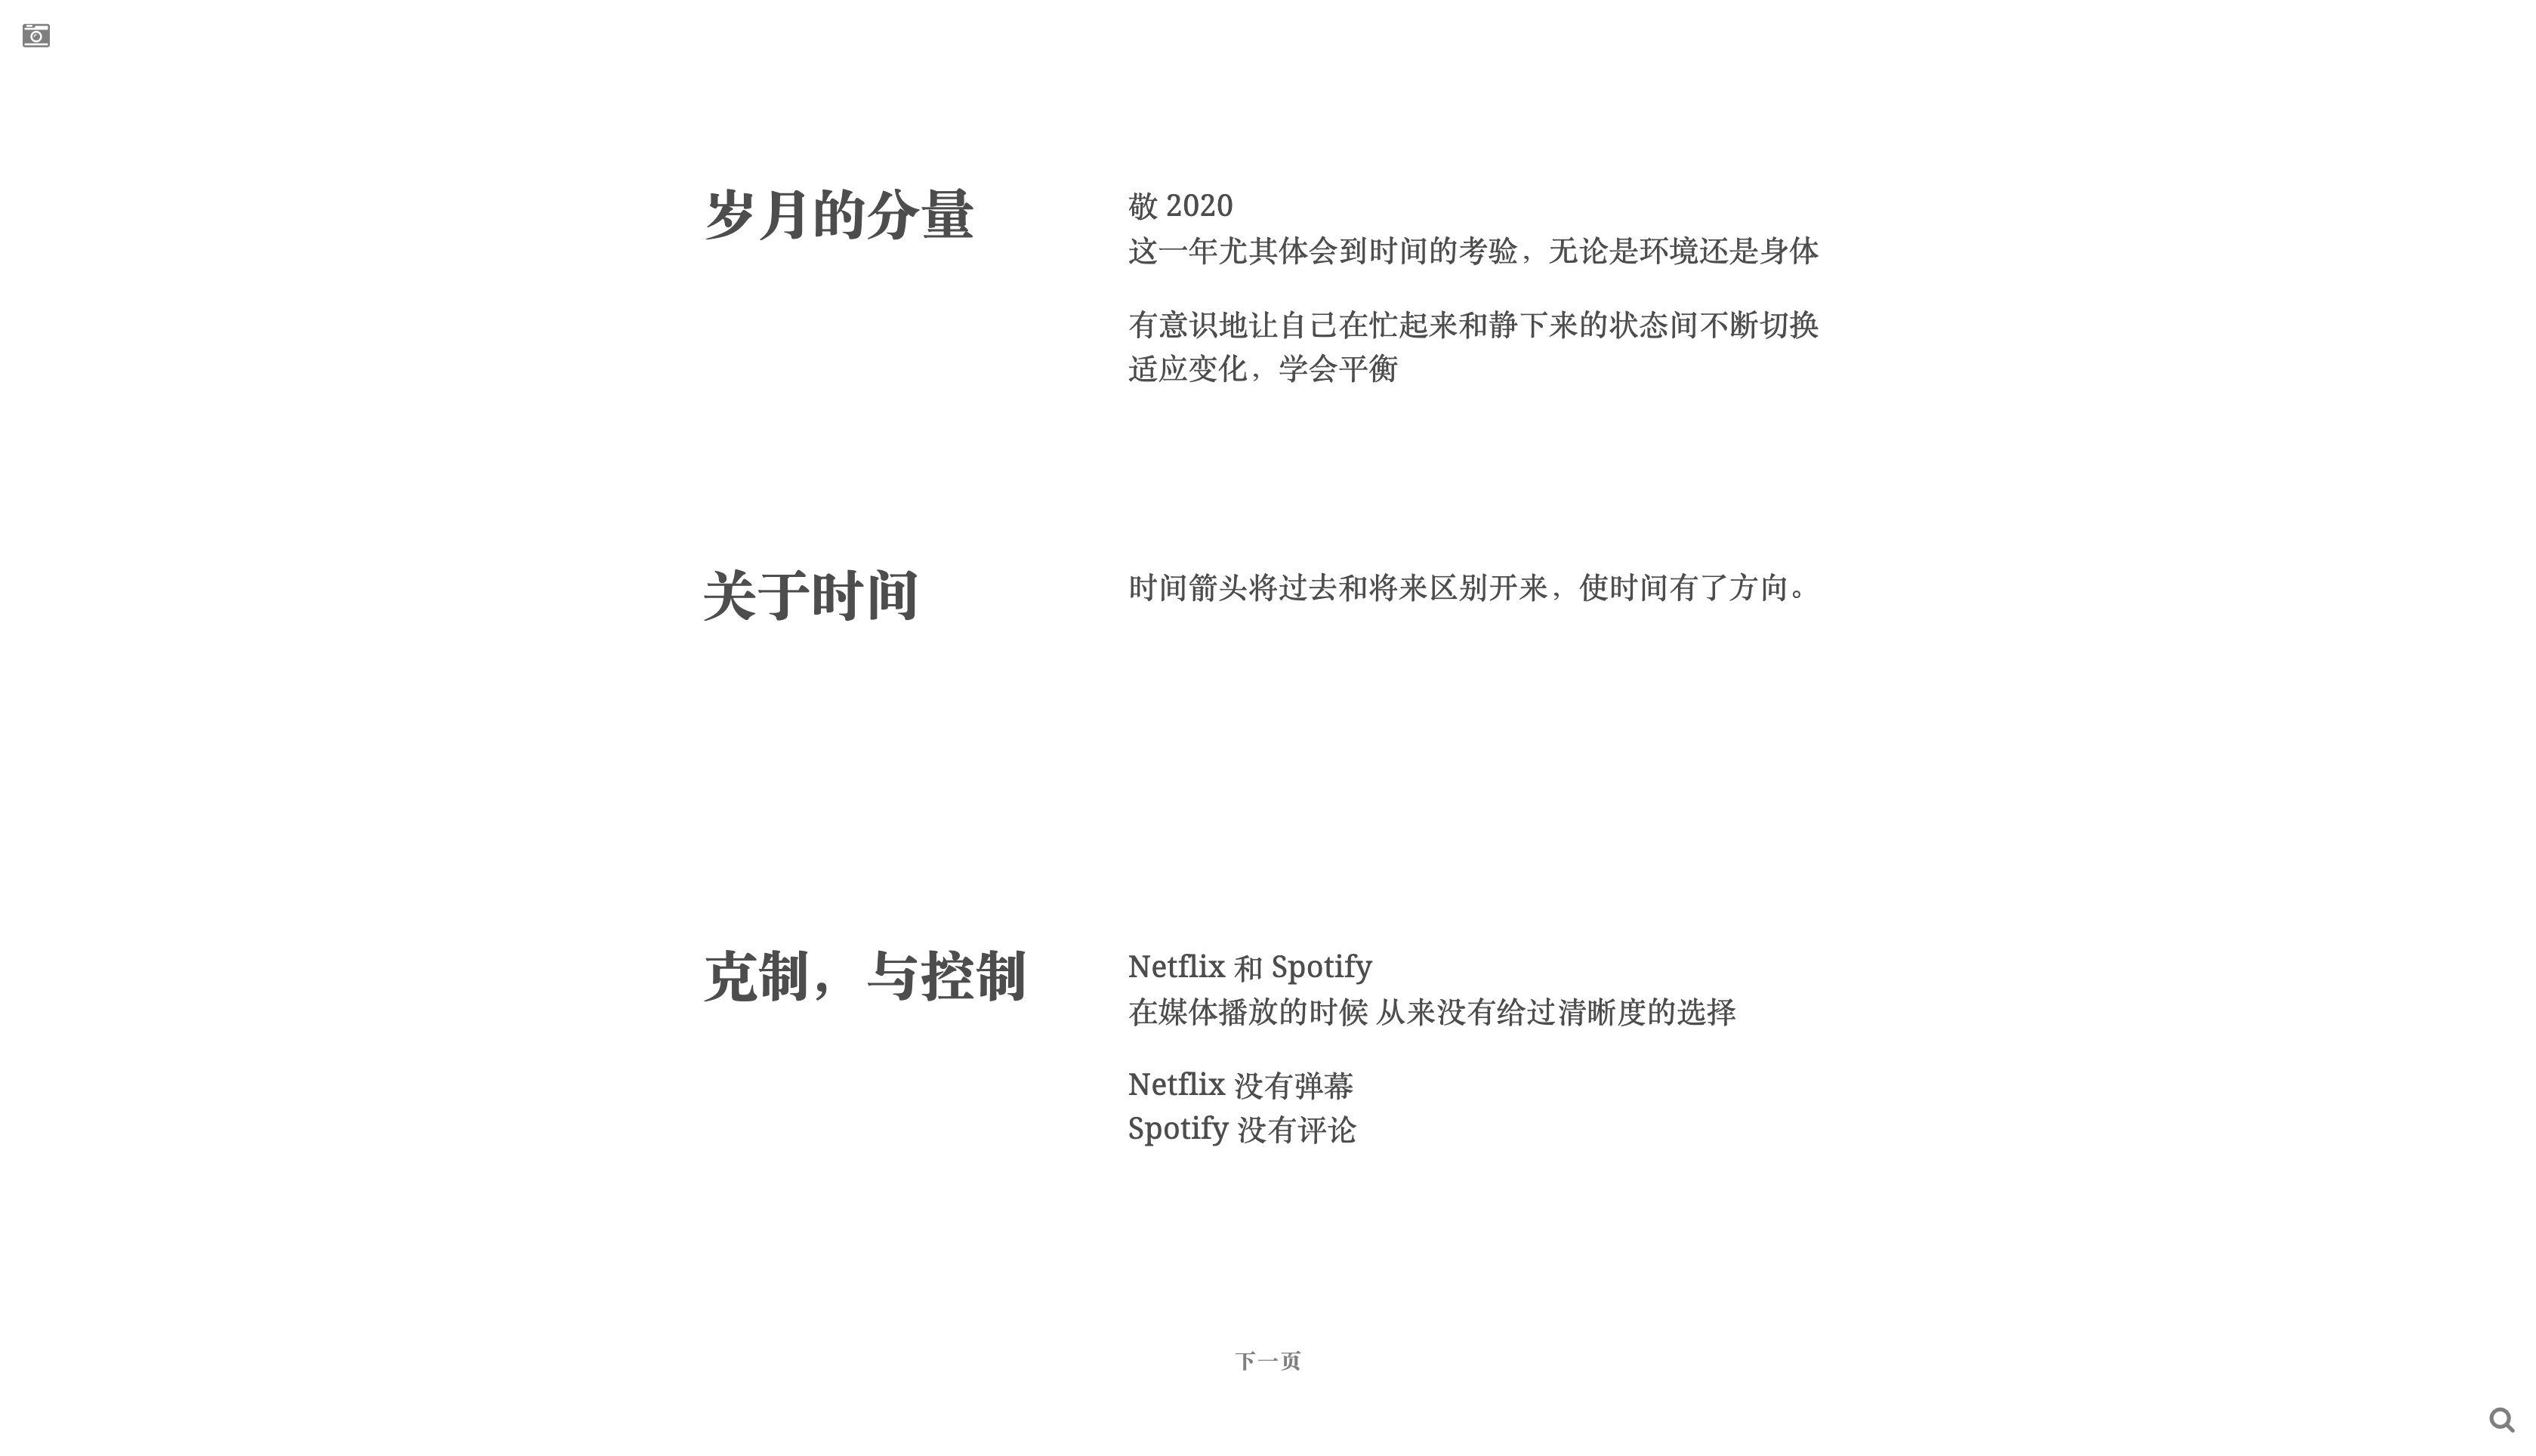 岁月的分量
敬 2020
这一年尤其体会到时间的考验，无论是环境还是身体
有意识地让自己在忙起来和静下来的状态间不断切换
适应变化，学会平衡
关于时间
时间箭头将过去和将来区别开来，使时间有了方向。
克制，与控制
Netflix 和 Spotify
在媒体播放的时候 从来没有给过清晰度的选择
Netflix 没有弹幕
Spotify 没有评论
下一页